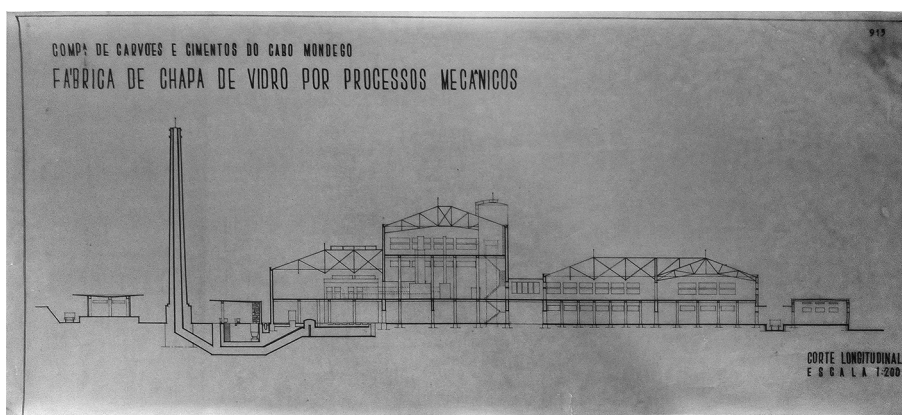 COMPª DE CARVÕES E CIMENTOS DO CABO MONDEGO
913
FÁBRICA DE CHAPA DE VIDRO POR PROCESSOS MECÂNICOS
CORTE LONGITUDINAL
ESCALA 1:200